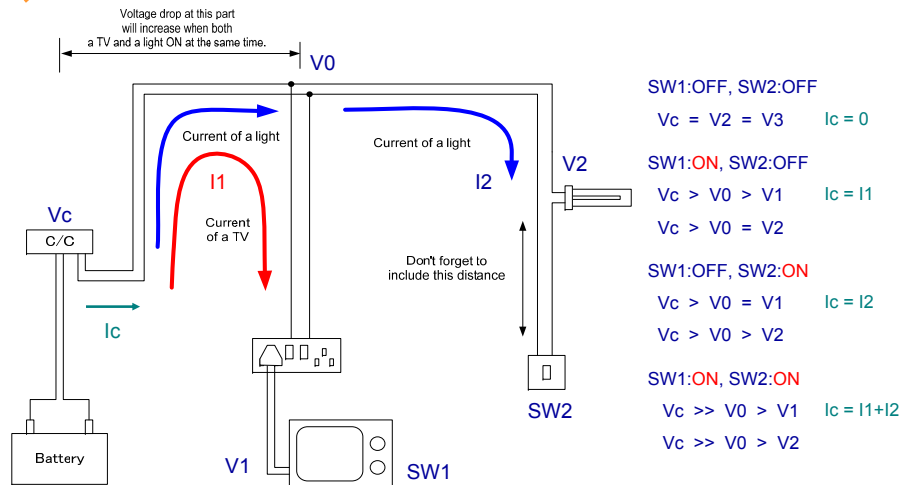 Voltage drop at this part
will increase when both
a TV and a light ON at the same time.
V0
Current of a light
I1
Current
of a TV
Current of a light
I2
V2
Vc
C/C
Ic
Don't forget to
include this distance
SW2
V1
SW1
Battery
SW1:OFF, SW2:OFF
Vc = V2 = V3 Ic = 0
SW1:ON, SW2:OFF
Vc > V0 > V1 Ic = I1
Vc > V0 = V2
SW1:OFF, SW2:ON
Vc > V0 = V1 Ic = I2
Vc > V0 > V2
SW1:ON, SW2:ON
Vc >> V0 > V1 Ic = I1+I2
Vc >> V0 > V2